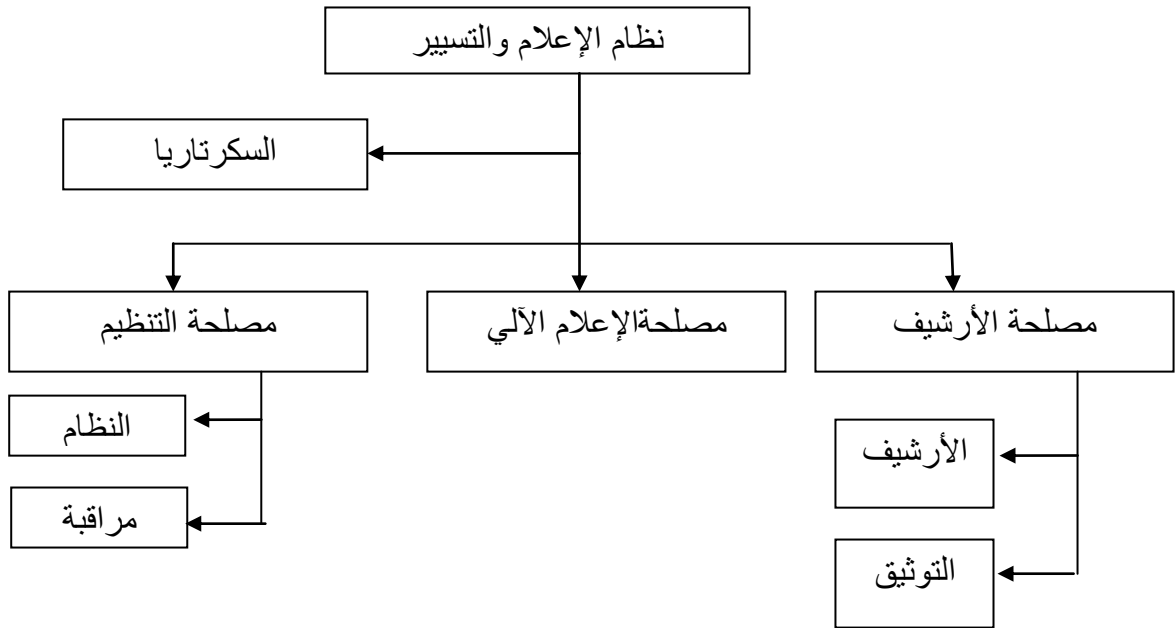 نظام الإعلام والتسيير
السكرتاريا
مصلحة الأرشيف
مصلحةالإعلام الآلي
مصلحة التنظيم
الأرشيف
التوثيق
النظام
مراقبة